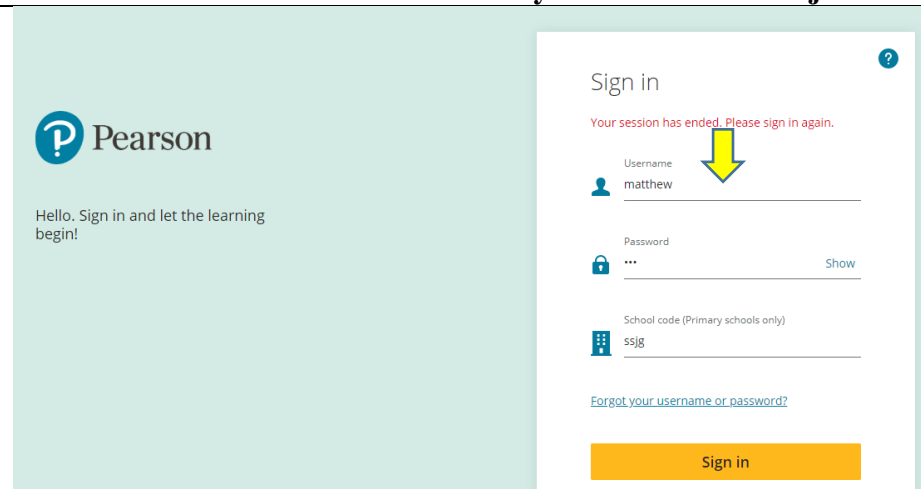 Sign in
Your session has ended. Please sign in again.
Pearson
Username
matthew
Hello. Sign in and let the learning
begin!
Password
•••
Show
School code (Primary schools only)
ssjg
Forgot your username or password?
Sign in